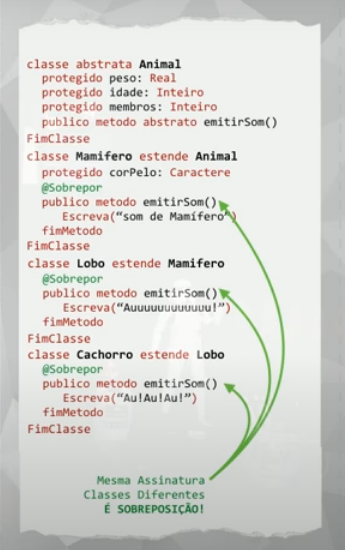 classe abstrata Animal
protegido peso: Real
protegido idade: Inteiro
protegido membros: Inteiro
publico metodo abstrato emitirSom()
FimClasse
classe Mamifero estende Animal
protegido corPelo: Caractere
@Sobrepor
publico metodo emitirSom()
Escreva(“som de Mamífero”)
fimMetodo
FimClasse
classe Lobo estende Mamifero
@Sobrepor
publico metodo emitirSom()
Escreva(“Auuuuuuuuuuuu!”)
fimMetodo
FimClasse
classe Cachorro estende Lobo
@Sobrepor
publico metodo emitirSom()
Escreva(“Au!Au!Au!”)
fimMetodo
FimClasse
Mesma Assinatura
Classes Diferentes
É SOBREPOSIÇÃO!